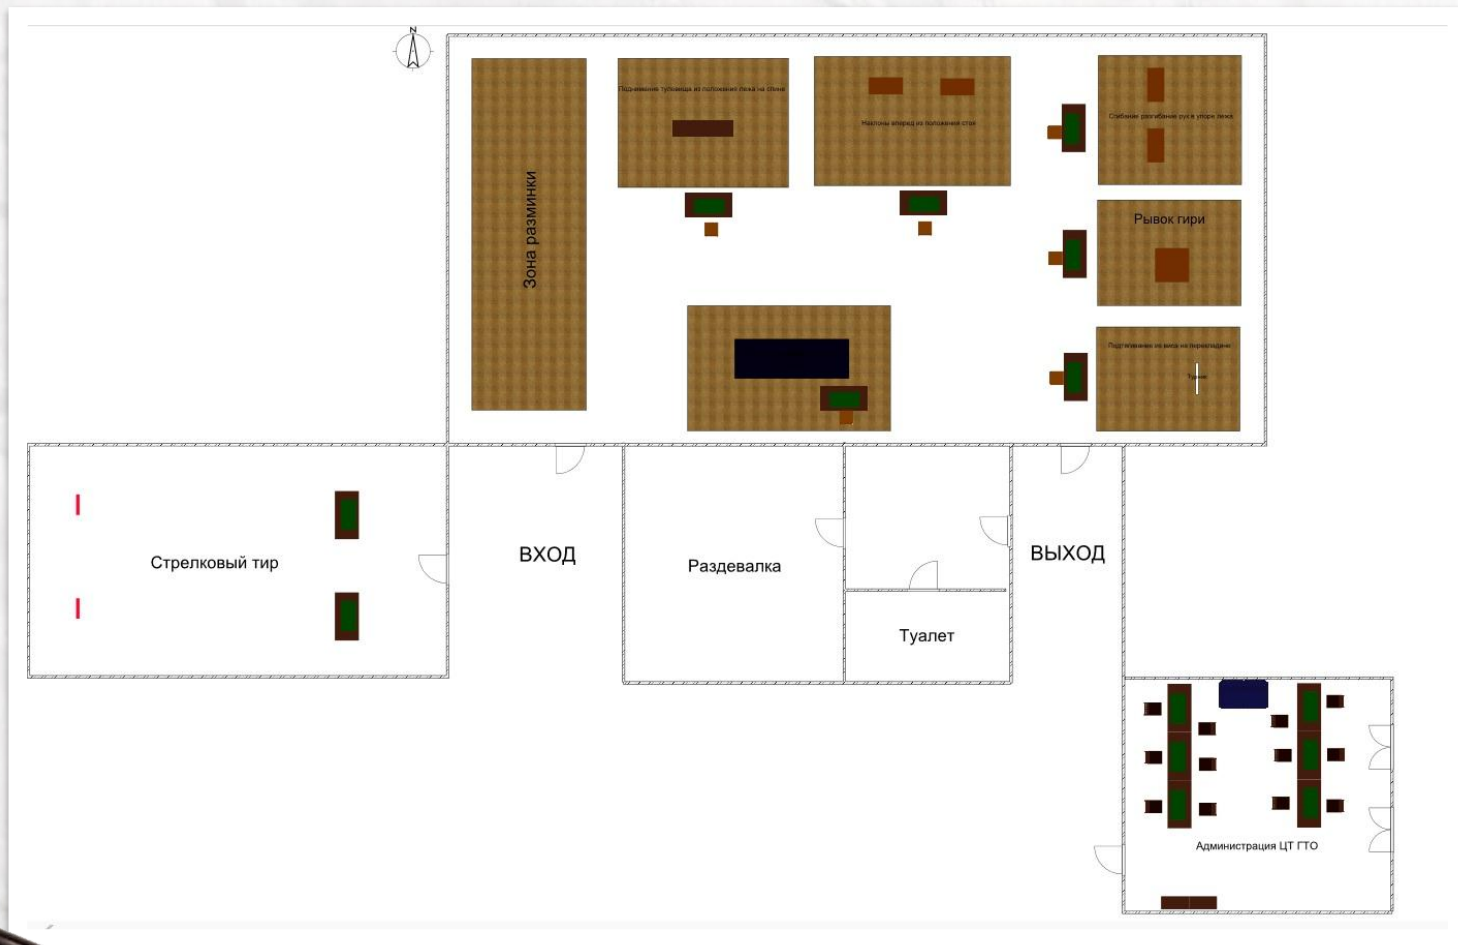 N
Поднимание туловища из положения лежа на спине
Наклоны вперед из положения стоя
Сгибание разгибание рук в упоре лежа
Зона разминки
Рывок гири
Подтягивание из виса на перекладине
Стрелковый тир
ВХОД
Раздевалка
ВЫХОД
Туалет
Администрация ЦТ ГТО